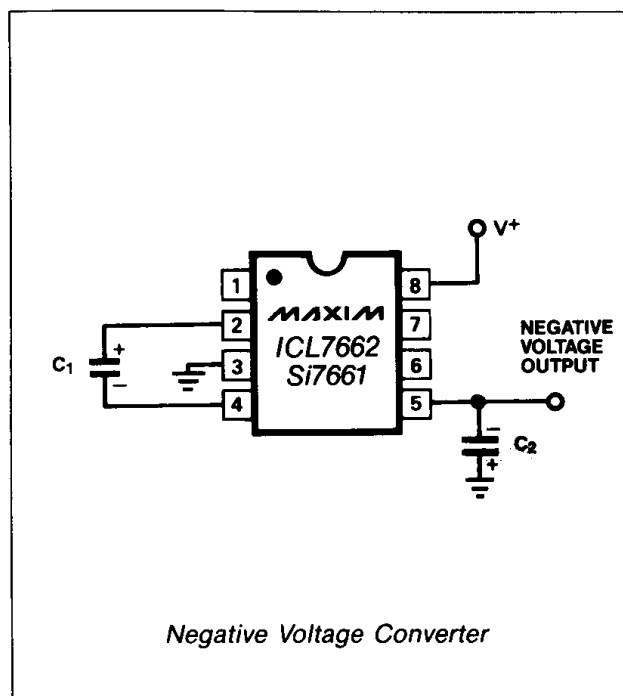 V+
1
8
MAXIM
2
7
NEGATIVE
VOLTAGE
OUTPUT
+
C1
ICL7662
3
6
Si7661
−
4
5
−
C2
+
Negative Voltage Converter